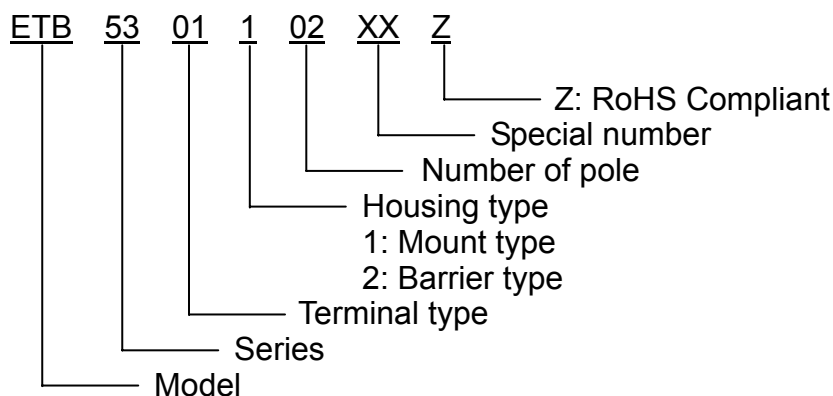 ETB 53 01 1 02 XX Z
Z: RoHS Compliant
Special number
Number of pole
Housing type
1: Mount type
2: Barrier type
Terminal type
Series
Model